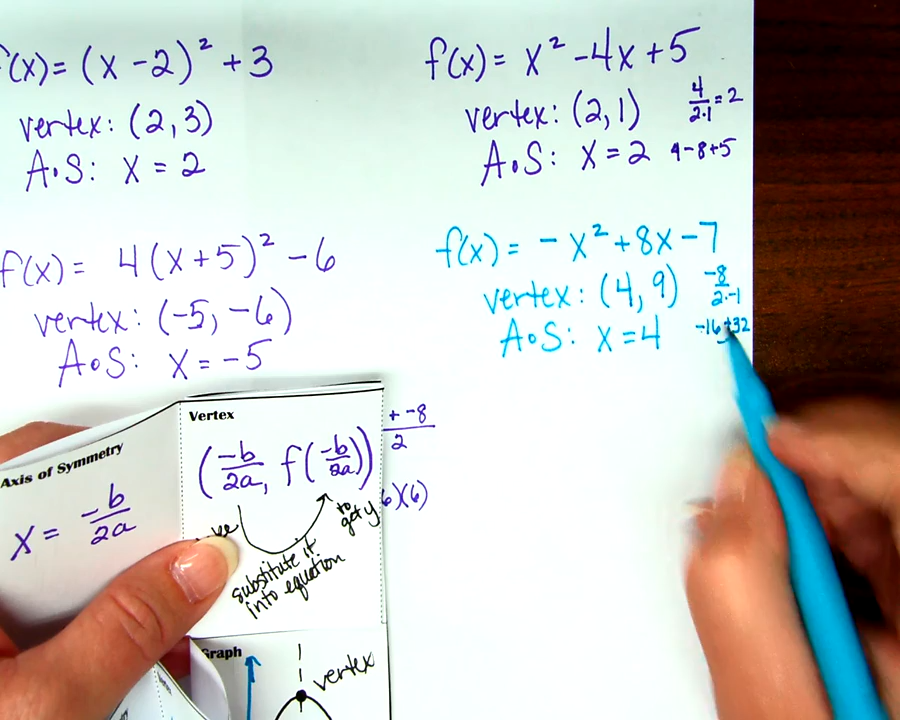 f(x) = (x - 2)² + 3
vertex: (2, 3)
A.S: x = 2
f(x) = 4(x + 5)² - 6
vertex: (-5, -6)
A.S: x = -5
f(x) = x² - 4x + 5
vertex: (2, 1) 4/2·1 = 2
A.S: x = 2 4 - 8 + 5
f(x) = -x² + 8x - 7
vertex: (4, 9) -8/2·-1
A.S: x = 4 -16 + 32
Axis of Symmetry
x = -b/2a
Vertex
(-b/2a, f(-b/2a))
to
get y
substitute it
into equation
+ -8/2
6)(6)
Graph
vertex